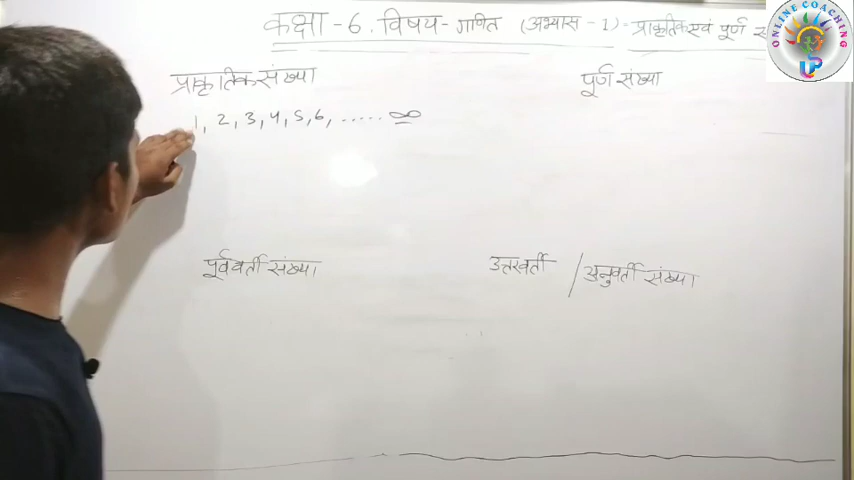 कक्षा - 6. विषय - गणित (अभ्यास - 1) - प्राकृतिक एवं पूर्ण
प्राकृतिक संख्या
पूर्ण संख्या
1, 2, 3, 4, 5, 6, ..... ∞
पूर्ववर्ती संख्या
उत्तरवर्ती / अनुवर्ती संख्या
ONLINE COACHING
UP